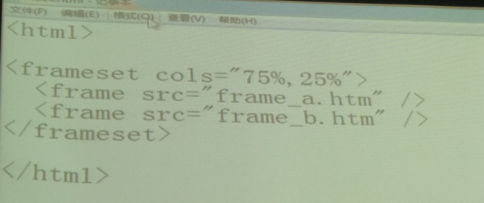 文件(F) 编辑(E) 格式(O) 查看(V) 帮助(H)
<html>
<frameset cols="75%, 25%">
<frame src="frame_a.htm" />
<frame src="frame_b.htm" />
</frameset>
</html>